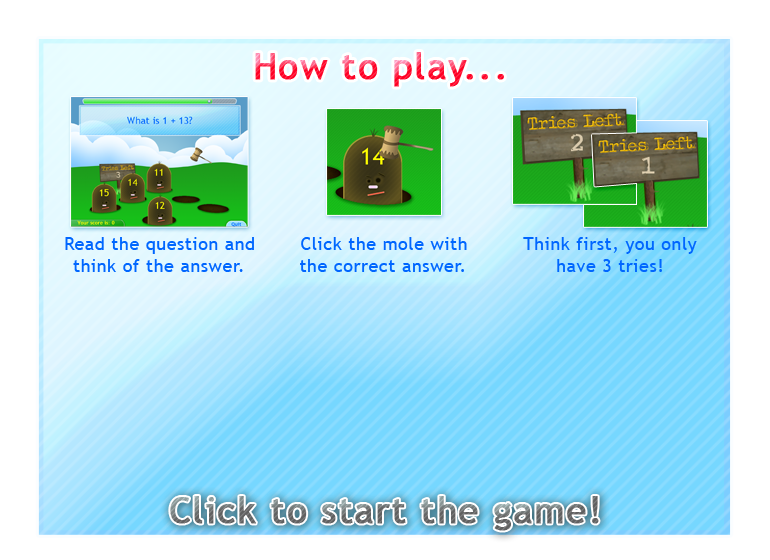 How to play...
What is 1 + 13?
Tries Left
3
15
14
11
12
Your score is: 0
Quit
14
Tries Left
2
Tries Left
1
Read the question and
think of the answer.
Click the mole with
the correct answer.
Think first, you only
have 3 tries!
Click to start the game!